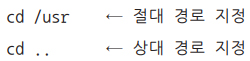 cd /usr ← 절대 경로 지정
cd .. ← 상대 경로 지정